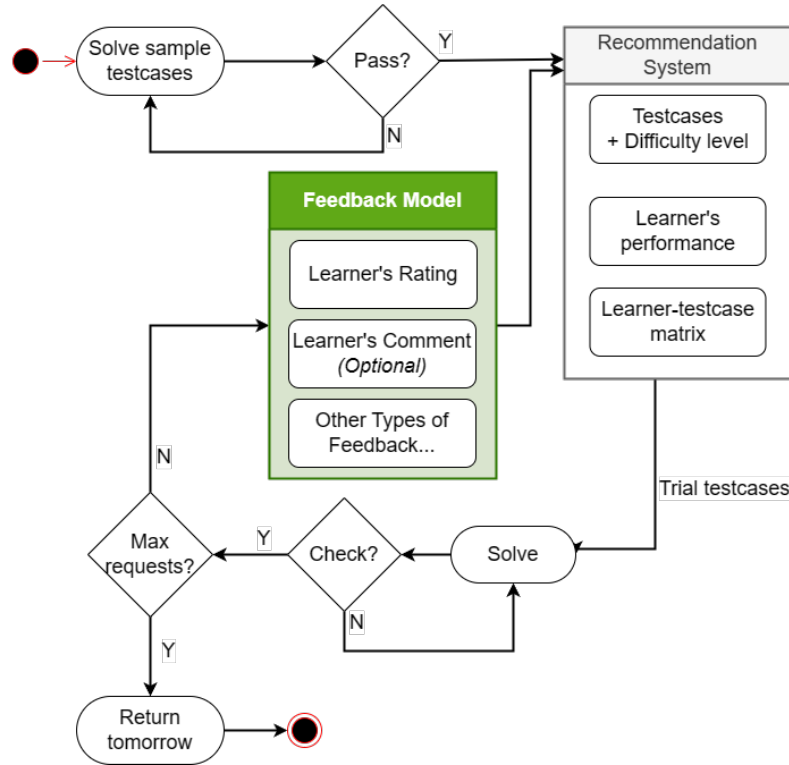 Solve sample
testcases
Pass?
Y
N
Recommendation
System
Testcases
+ Difficulty level
Learner's
performance
Learner-testcase
matrix
Feedback Model
Learner's Rating
Learner's Comment
(Optional)
Other Types of
Feedback...
N
Trial testcases
Max
requests?
Y
Check?
Solve
N
Y
Return
tomorrow